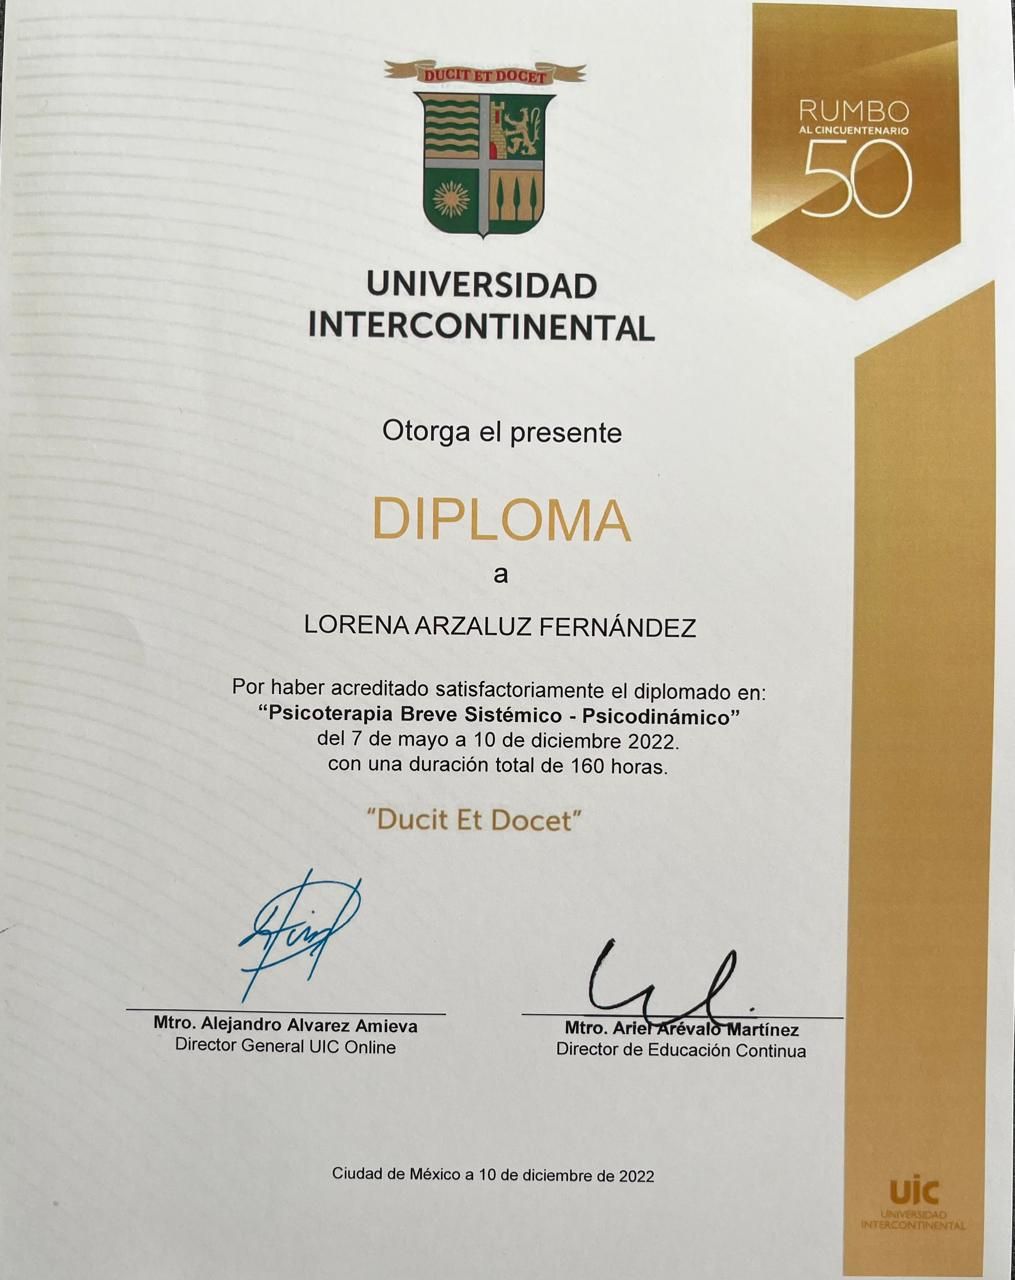 DUCIT ET DOCET
RUMBO
AL CINCUENTENARIO
50
UNIVERSIDAD
INTERCONTINENTAL
Otorga el presente
DIPLOMA
a
LORENA ARZALUZ FERNÁNDEZ
Por haber acreditado satisfactoriamente el diplomado en:
“Psicoterapia Breve Sistémico - Psicodinámico”
del 7 de mayo a 10 de diciembre 2022.
con una duración total de 160 horas.
“Ducit Et Docet”
Mtro. Alejandro Alvarez Amieva
Director General UIC Online
Mtro. Ariel Arévalo Martínez
Director de Educación Continua
Ciudad de México a 10 de diciembre de 2022
uic
UNIVERSIDAD
INTERCONTINENTAL